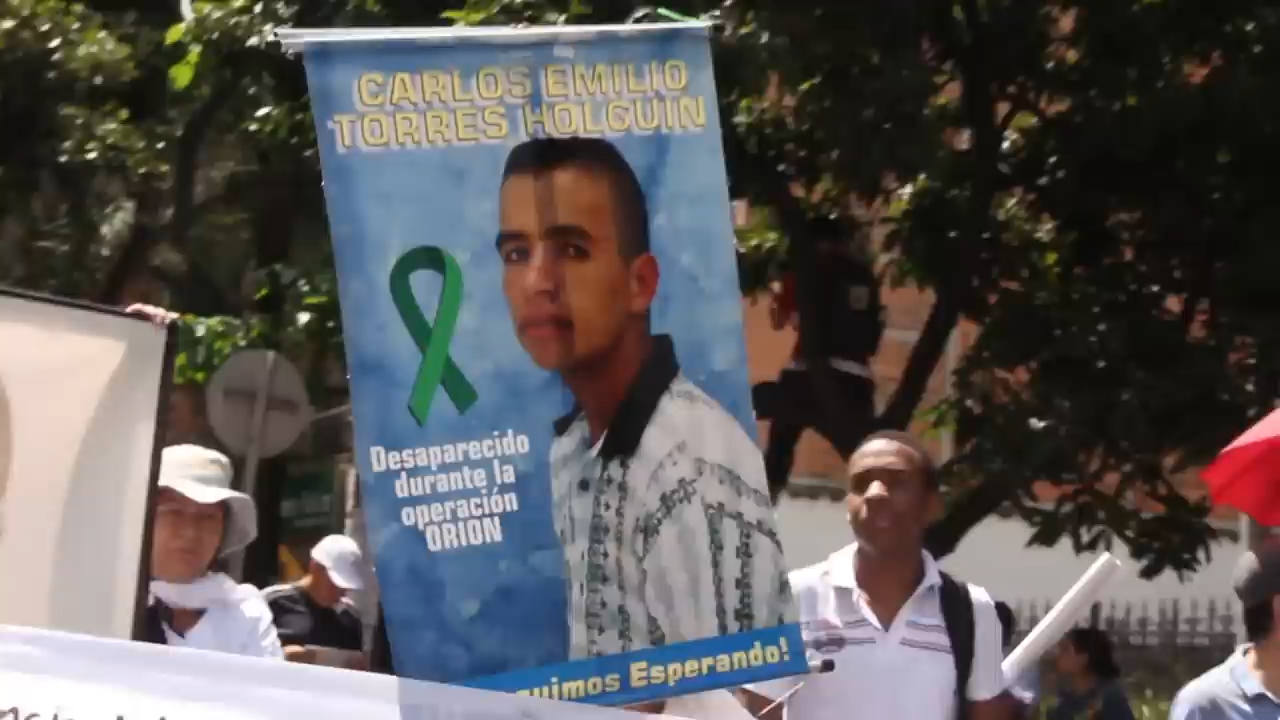 CARLOS EMILIO
TORRES HOLGUIN
Desaparecido
durante la
operación
ORION
Esperando!